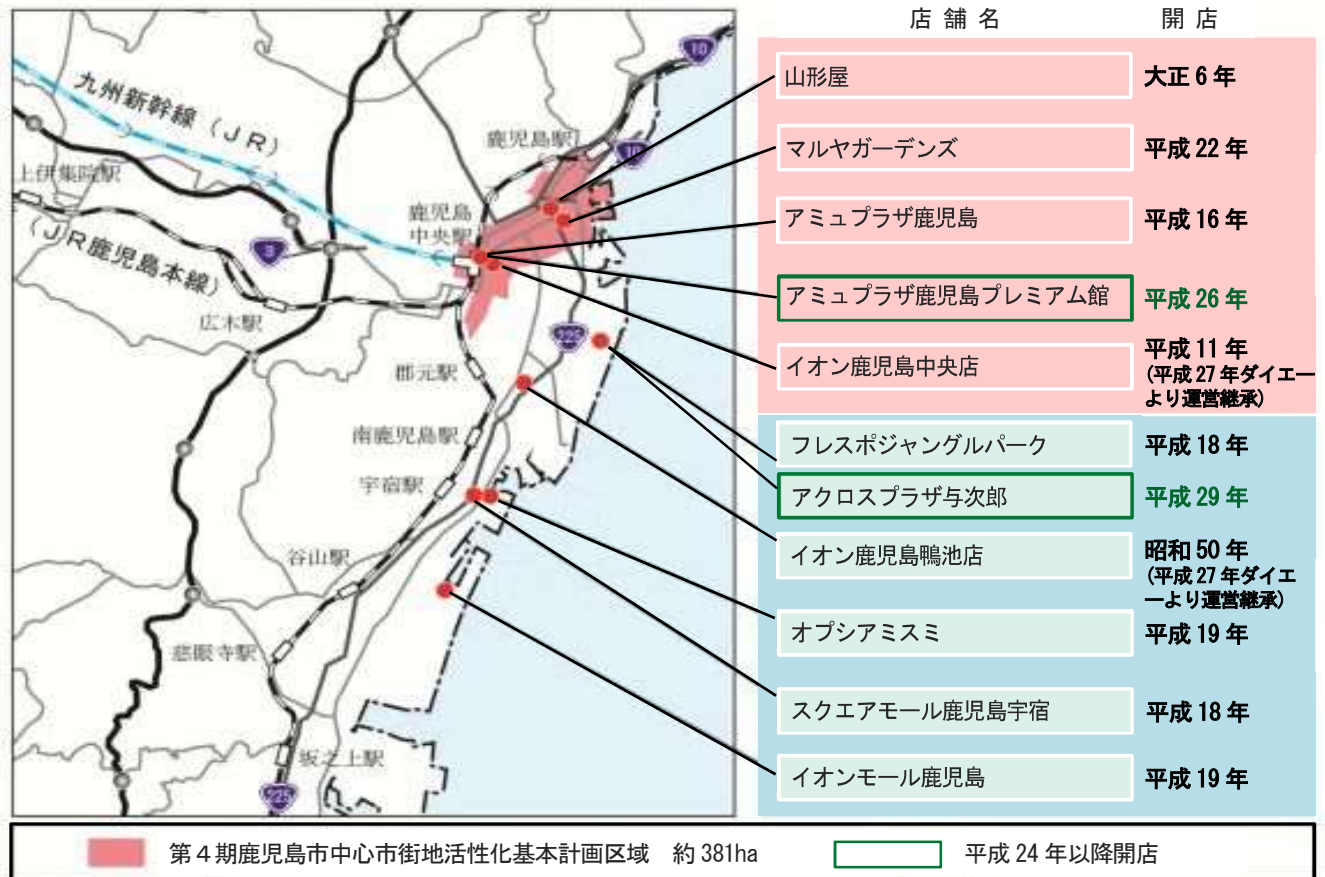 店舗名 開店
山形屋 大正6年
マルヤガーデンズ 平成22年
アミュプラザ鹿児島 平成16年
アミュプラザ鹿児島プレミアム館 平成26年
イオン鹿児島中央店 平成11年
(平成27年ダイエー
より運営継承)
フレスポジャングルパーク 平成18年
アクロスプラザ与次郎 平成29年
イオン鹿児島鴨池店 昭和50年
(平成27年ダイエ
ーより運営継承)
オプシアミスミ 平成19年
スクエアモール鹿児島宇宿 平成18年
イオンモール鹿児島 平成19年
10
九州新幹線(JR)
鹿児島駅
10
上伊集院駅
鹿児島
中央駅
3
(JR鹿児島本線)
広木駅
225
郡元駅
南鹿児島駅
宇宿駅
谷山駅
慈眼寺駅
坂之上駅
225
第4期鹿児島市中心市街地活性化基本計画区域 約381ha
平成24年以降開店